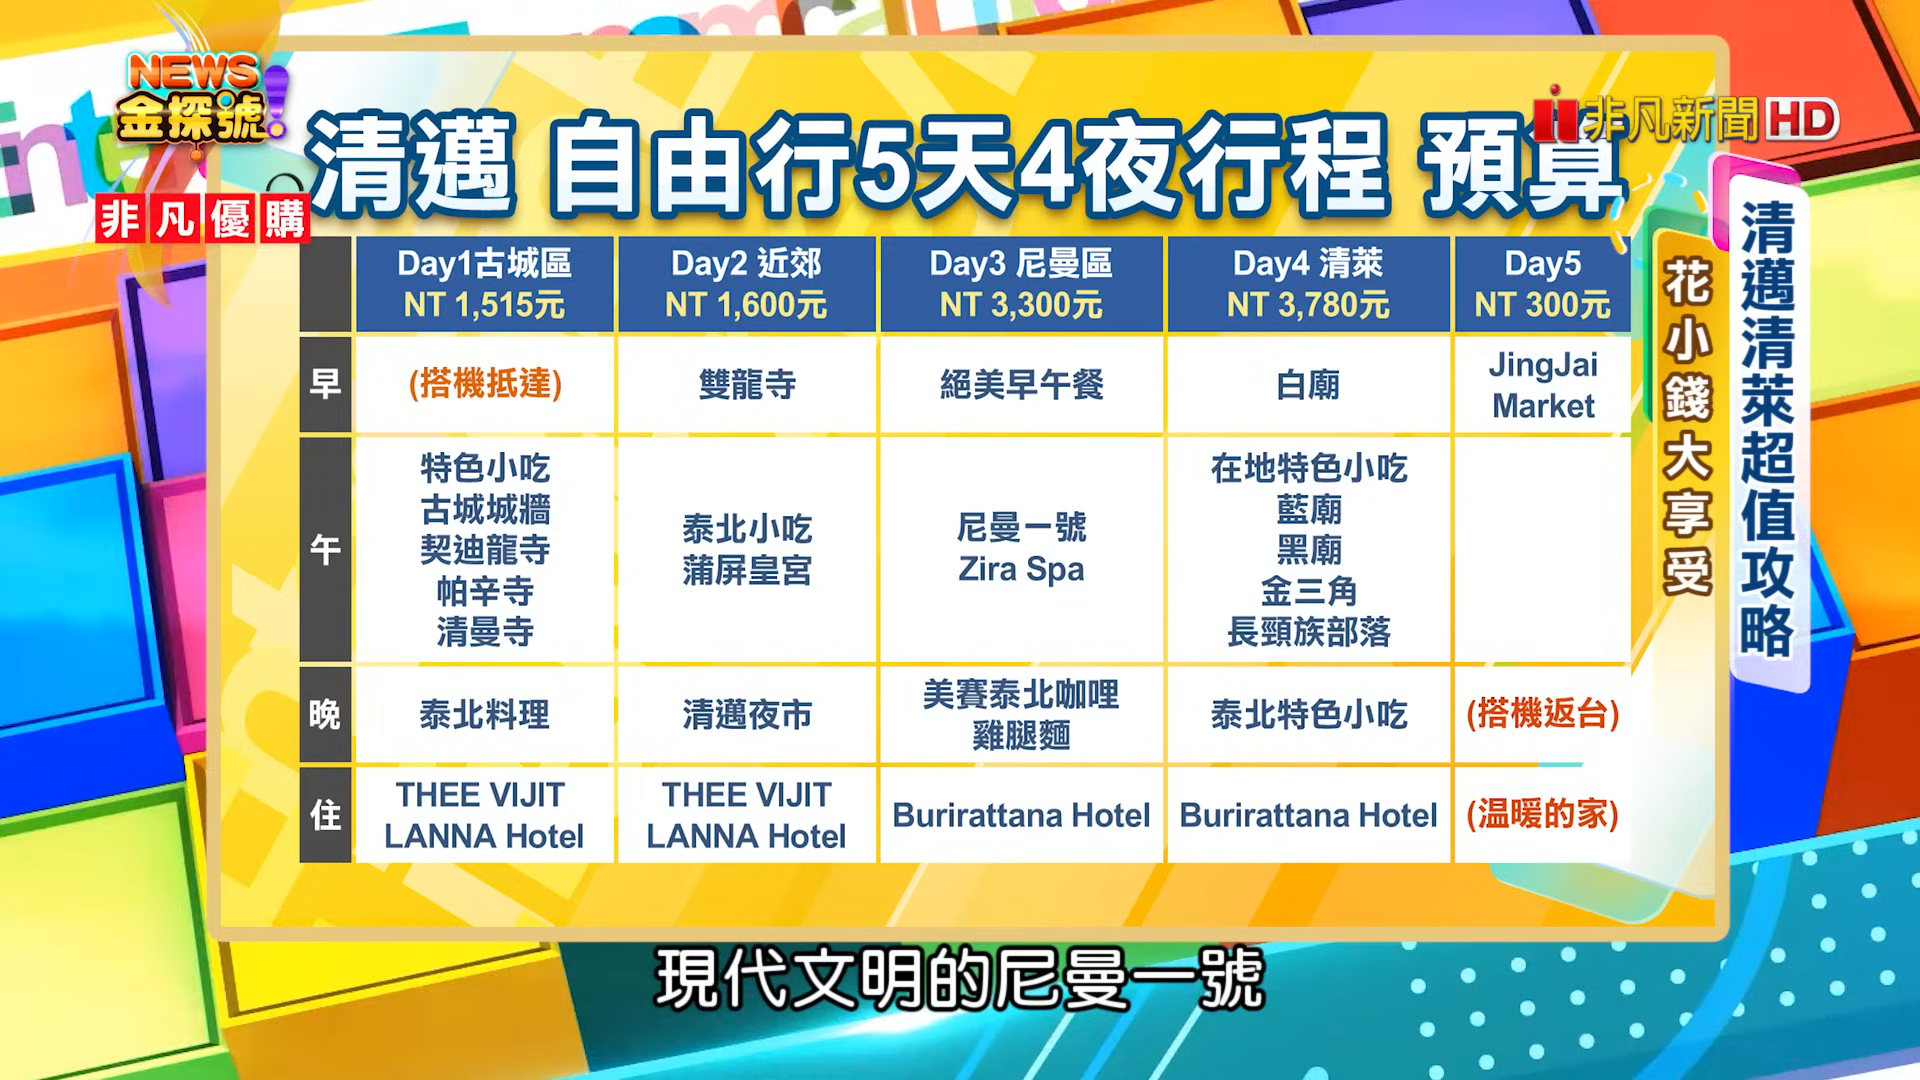 NEWS
金探號!
非凡優購
非凡新聞HD
清邁 自由行5天4夜行程 預算
Day1古城區
NT 1,515元
Day2 近郊
NT 1,600元
Day3 尼曼區
NT 3,300元
Day4 清萊
NT 3,780元
Day5
NT 300元
早
(搭機抵達)
雙龍寺
絕美早午餐
白廟
JingJai
Market
午
特色小吃
古城城牆
契迪龍寺
帕辛寺
清曼寺
泰北小吃
蒲屏皇宮
尼曼一號
Zira Spa
在地特色小吃
藍廟
黑廟
金三角
長頸族部落
晚
泰北料理
清邁夜市
美賽泰北咖哩
雞腿麵
泰北特色小吃
(搭機返台)
住
THEE VIJIT
LANNA Hotel
THEE VIJIT
LANNA Hotel
Burirattana Hotel
Burirattana Hotel
(温暖的家)
清邁清萊超值攻略
花小錢大享受
現代文明的尼曼一號